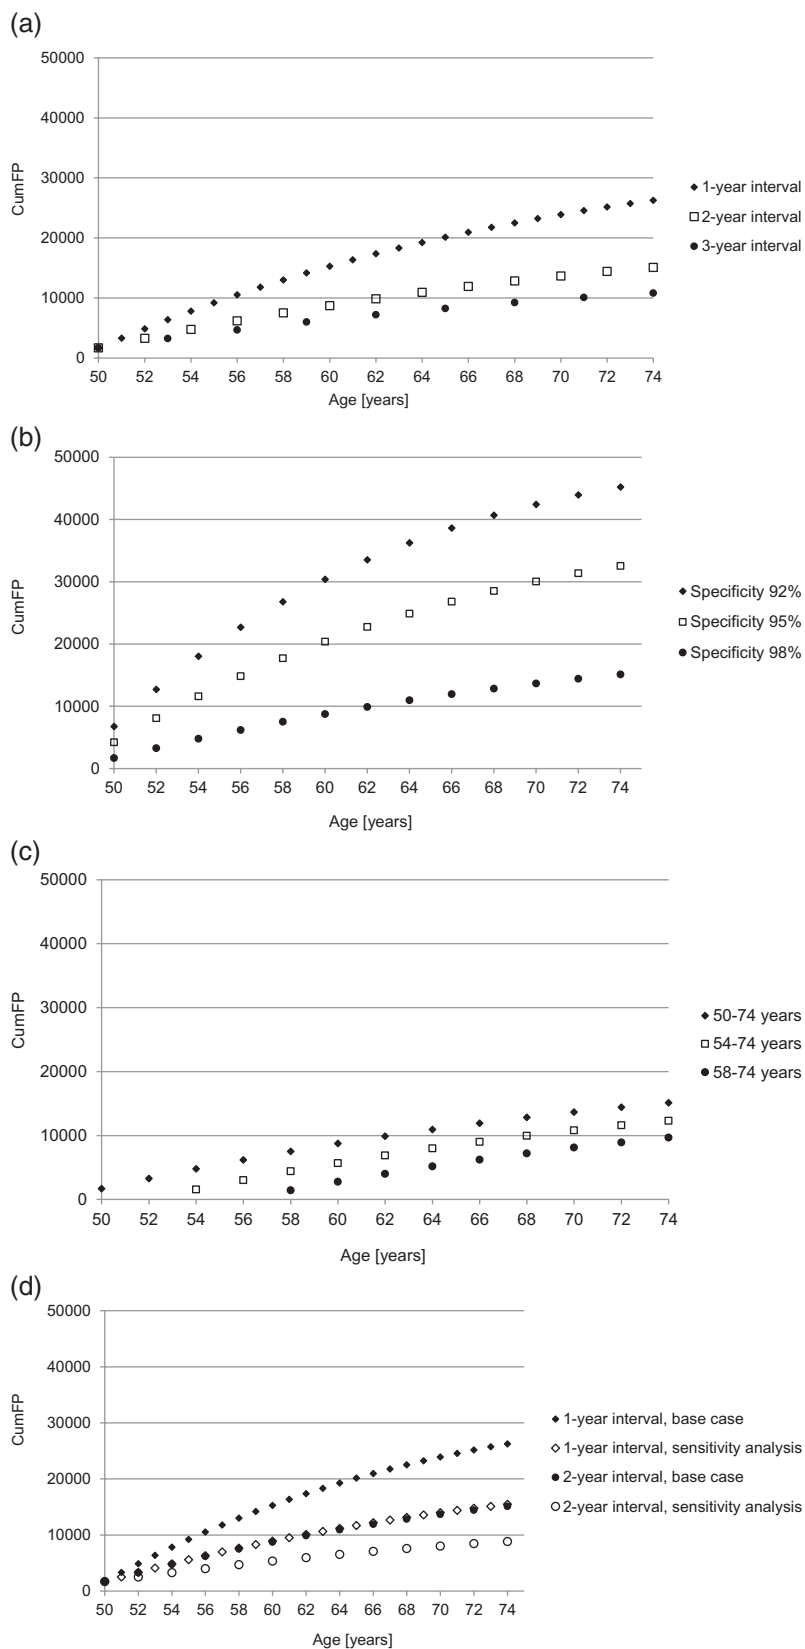 (a)
50000
40000
30000
20000
10000
0
CumFP
50 52 54 56 58 60 62 64 66 68 70 72 74
Age [years]
1-year interval
2-year interval
3-year interval
(b)
50000
40000
30000
20000
10000
0
CumFP
50 52 54 56 58 60 62 64 66 68 70 72 74
Age [years]
Specificity 92%
Specificity 95%
Specificity 98%
(c)
50000
40000
30000
20000
10000
0
CumFP
50 52 54 56 58 60 62 64 66 68 70 72 74
Age [years]
50-74 years
54-74 years
58-74 years
(d)
50000
40000
30000
20000
10000
0
CumFP
50 52 54 56 58 60 62 64 66 68 70 72 74
Age [years]
1-year interval, base case
1-year interval, sensitivity analysis
2-year interval, base case
2-year interval, sensitivity analysis